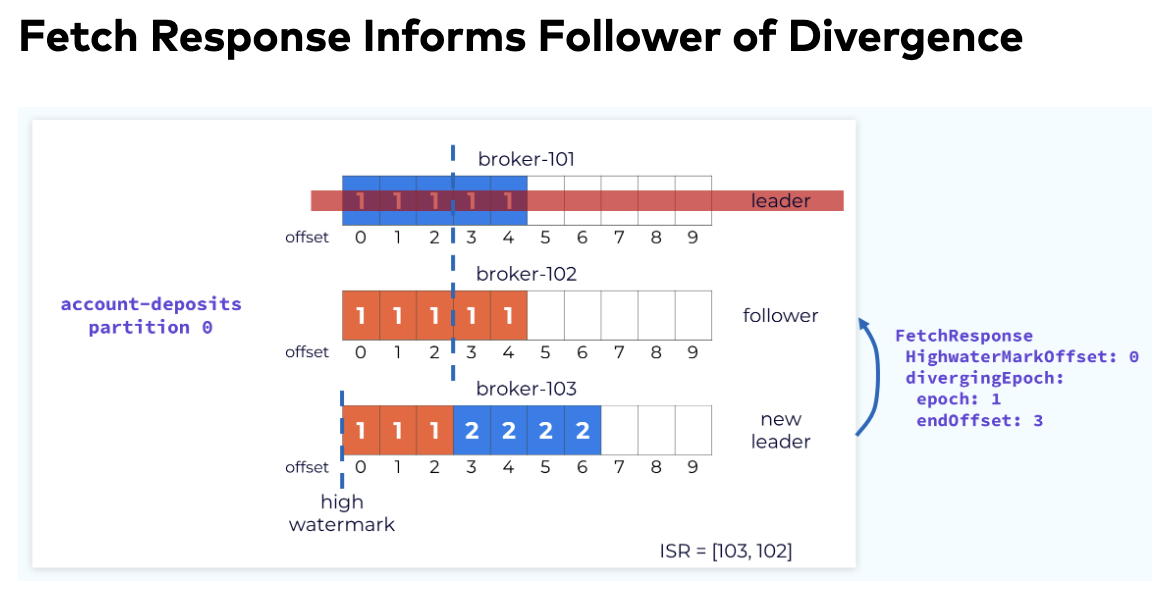 Fetch Response Informs Follower of Divergence
broker-101
1 1 1 1 1
leader
offset 0 1 2 3 4 5 6 7 8 9
broker-102
account-deposits
partition 0
1 1 1 1 1
follower
offset 0 1 2 3 4 5 6 7 8 9
FetchResponse
HighwaterMarkOffset: 0
divergingEpoch:
epoch: 1
endOffset: 3
broker-103
1 1 1 2 2 2 2
new
leader
offset 0 1 2 3 4 5 6 7 8 9
high
watermark
ISR = [103, 102]